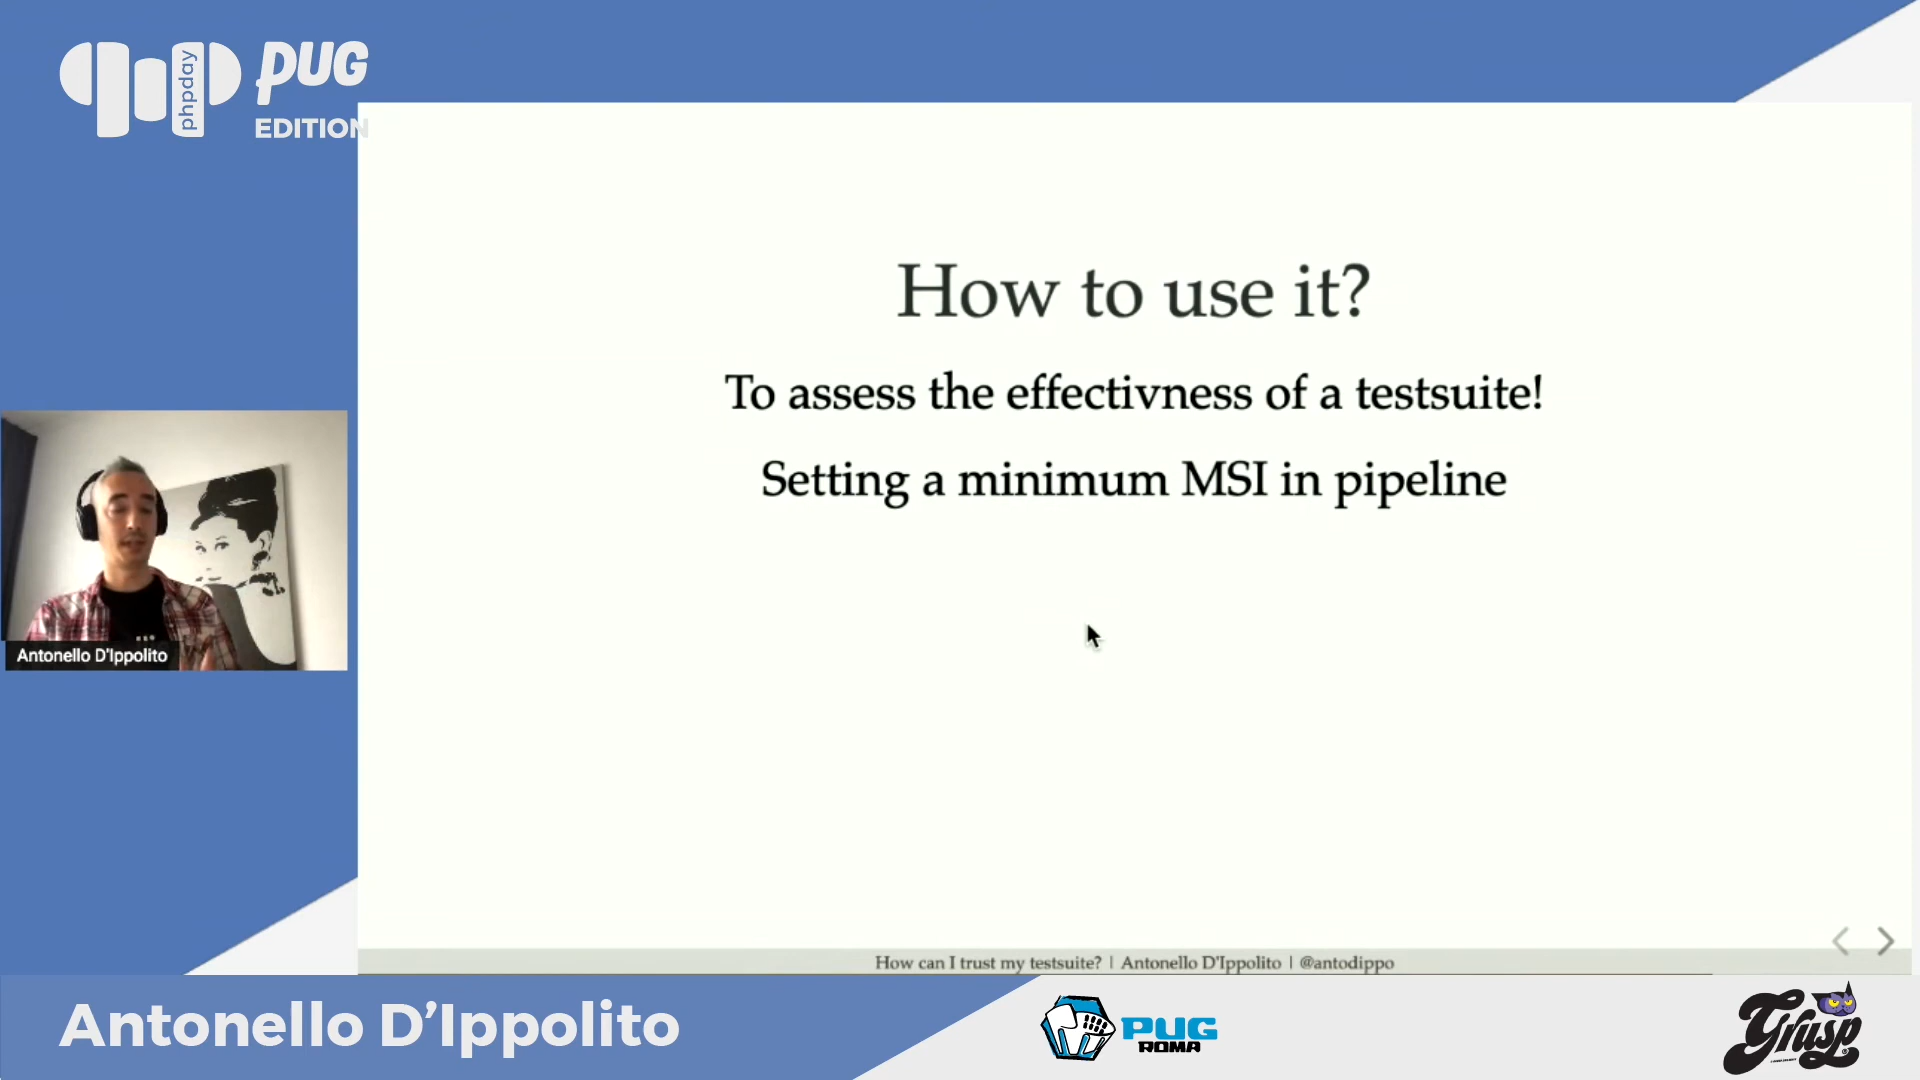 phpday
PUG
EDITION
How to use it?
To assess the effectivness of a testsuite!
Setting a minimum MSI in pipeline
Antonello D'Ippolito
How can I trust my testsuite? | Antonello D'Ippolito | @antodippo
Antonello D’Ippolito
PUG
ROMA
Grusp